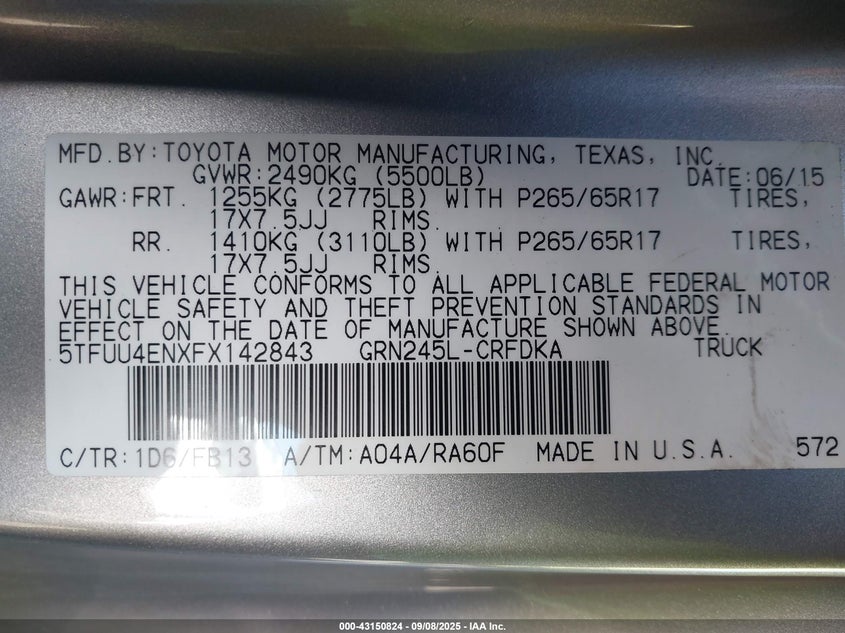 MFD. BY: TOYOTA MOTOR MANUFACTURING, TEXAS, INC.
GVWR: 2490KG (5500LB) DATE: 06/15
GAWR: FRT. 1255KG (2775LB) WITH P265/65R17 TIRES,
17X7.5JJ RIMS.
RR. 1410KG (3110LB) WITH P265/65R17 TIRES,
17X7.5JJ RIMS.
THIS VEHICLE CONFORMS TO ALL APPLICABLE FEDERAL MOTOR
VEHICLE SAFETY AND THEFT PREVENTION STANDARDS IN
EFFECT ON THE DATE OF MANUFACTURE SHOWN ABOVE.
5TFUU4ENXFX142843 GRN245L-CRFDKA TRUCK
C/TR: 1D6/FB13 A/TM: A04A/RA60F MADE IN U.S.A. 572
000-43150824 - 09/08/2025 - IAA Inc.